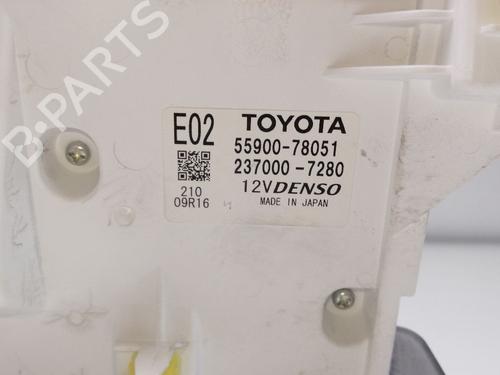 E02
TOYOTA
55900-78051
237000-7280
12V DENSO
MADE IN JAPAN
210
09R16
B-PARTS